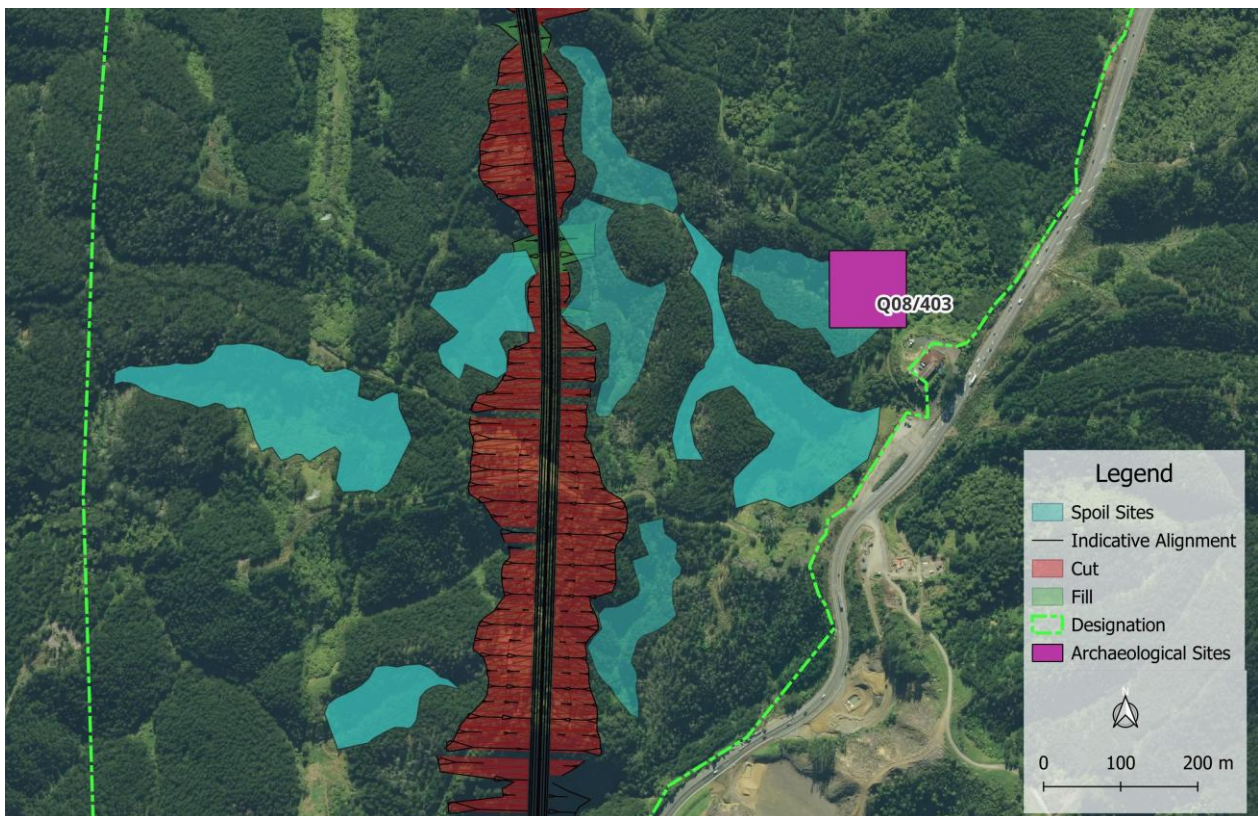 Q08/403
Legend
Spoil Sites
Indicative Alignment
Cut
Fill
Designation
Archaeological Sites
N
0 100 200 m